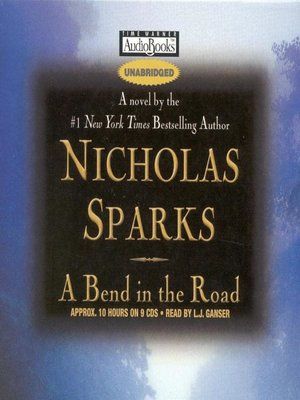 TIME WARNER
AudioBooks™
UNABRIDGED
A novel by the
#1 New York Times Bestselling Author
NICHOLAS
SPARKS
A Bend in the Road
APPROX. 10 HOURS ON 9 CDS • READ BY L.J. GANSER